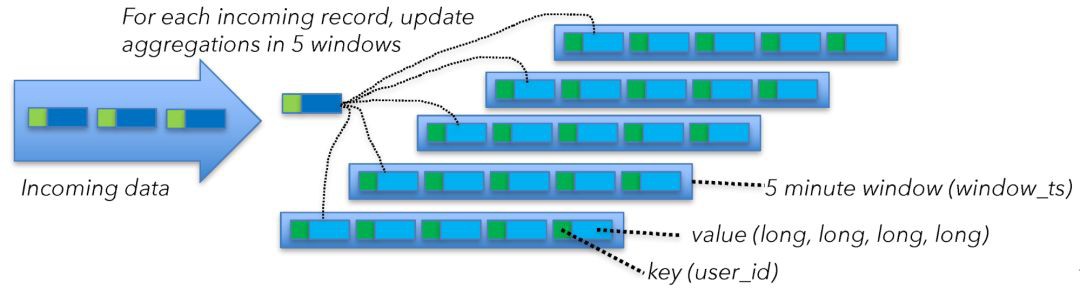 For each incoming record, update
aggregations in 5 windows
Incoming data
5 minute window (window_ts)
value (long, long, long, long)
key (user_id)